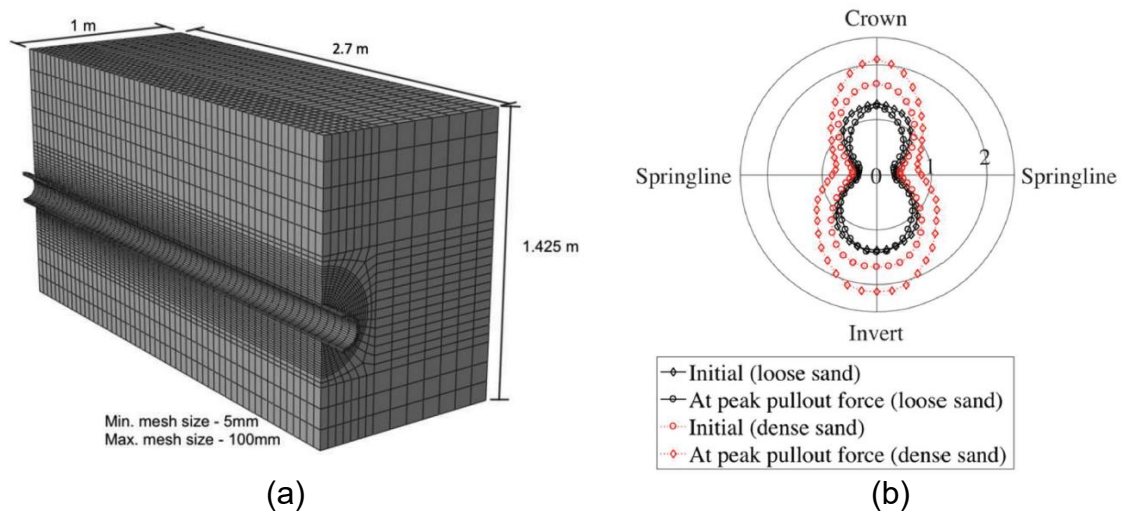 1 m
2.7 m
1.425 m
Min. mesh size - 5mm
Max. mesh size - 100mm
(a)
Crown
Springline
0
1
2
Springline
Invert
Initial (loose sand)
At peak pullout force (loose sand)
Initial (dense sand)
At peak pullout force (dense sand)
(b)